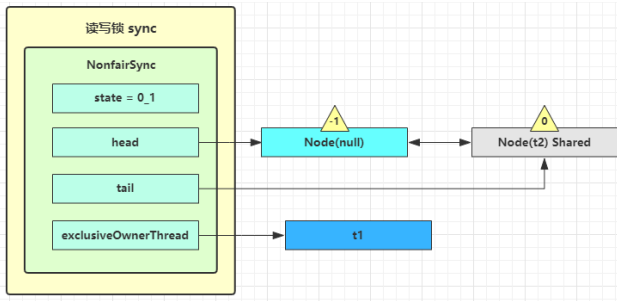 读写锁 sync
NonfairSync
state = 0_1
head
tail
exclusiveOwnerThread
-1
Node(null)
0
Node(t2) Shared
t1